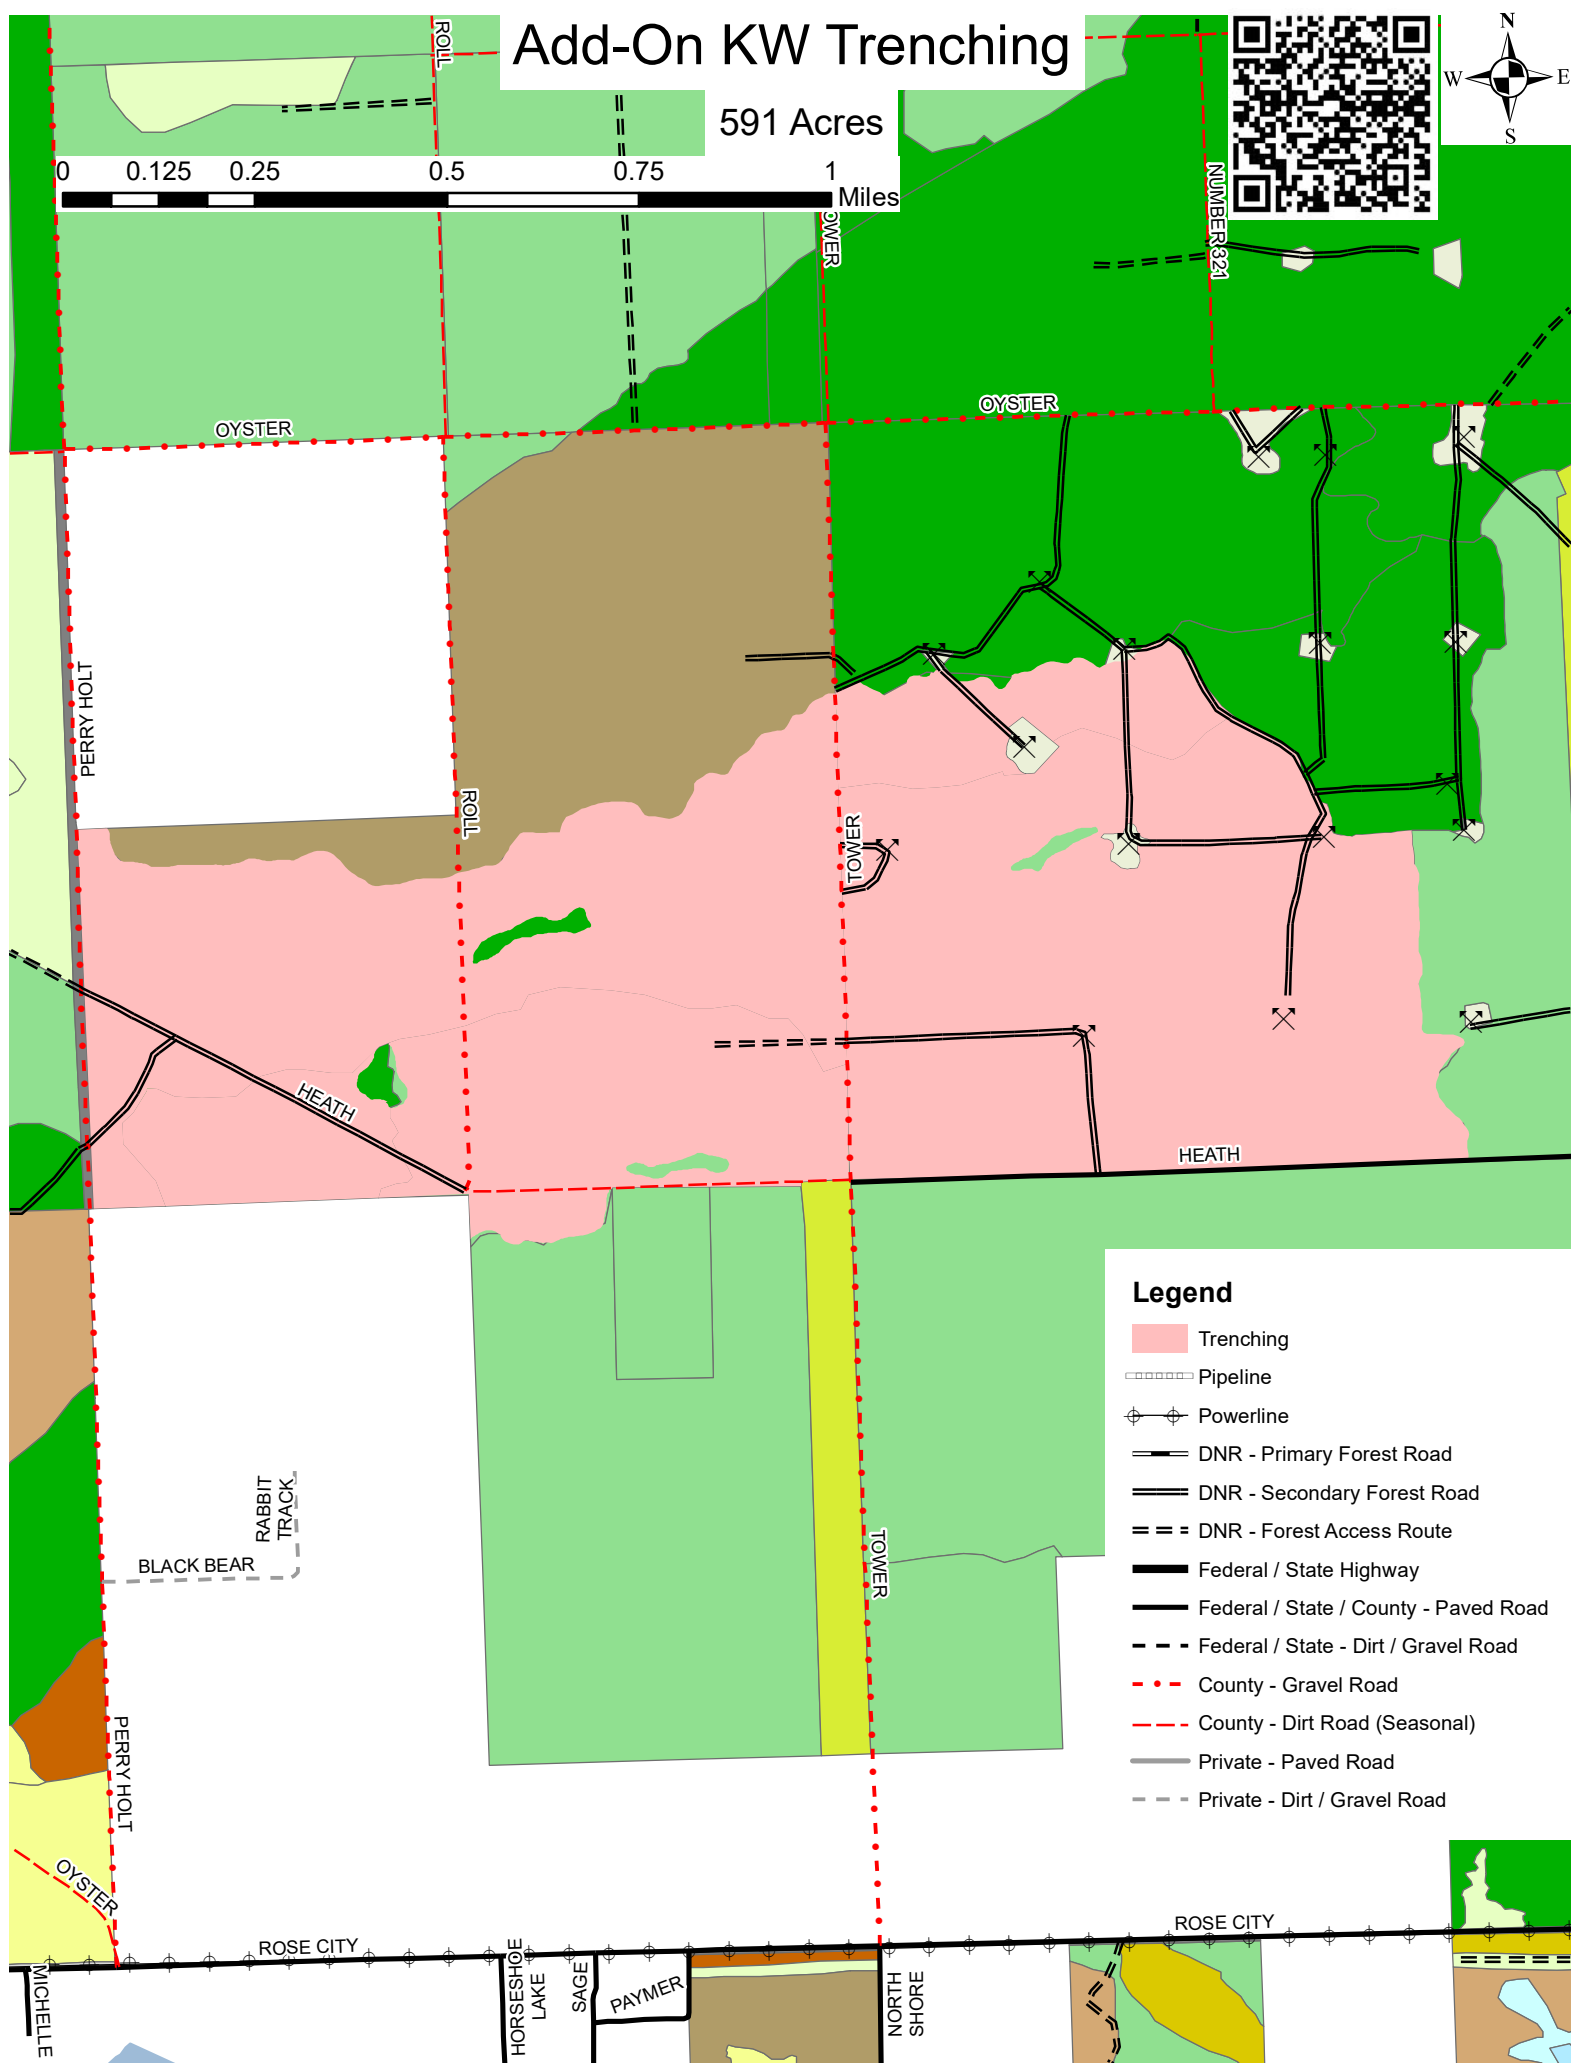 Add-On KW Trenching
591 Acres
N
W
E
S
0
0.125
0.25
0.5
0.75
1
Miles
ROLL
OWER
NUMBER 321
OYSTER
OYSTER
PERRY HOLT
ROLL
TOWER
HEATH
HEATH
RABBIT
TRACK
BLACK BEAR
TOWER
PERRY HOLT
OYSTER
ROSE CITY
ROSE CITY
MICHELLE
HORSESHOE
LAKE
SAGE
PAYMER
NORTH
SHORE
Legend
Trenching
Pipeline
Powerline
DNR - Primary Forest Road
DNR - Secondary Forest Road
DNR - Forest Access Route
Federal / State Highway
Federal / State / County - Paved Road
Federal / State - Dirt / Gravel Road
County - Gravel Road
County - Dirt Road (Seasonal)
Private - Paved Road
Private - Dirt / Gravel Road